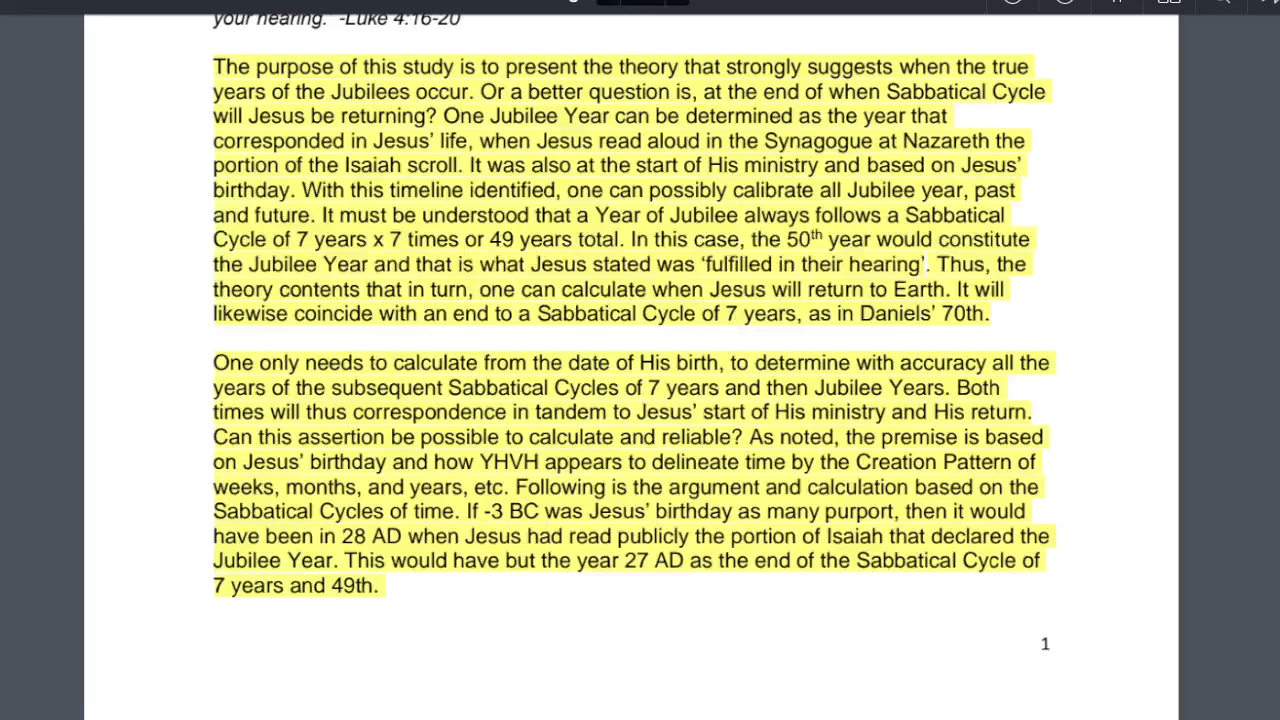 your hearing." -Luke 4:16-20
The purpose of this study is to present the theory that strongly suggests when the true
years of the Jubilees occur. Or a better question is, at the end of when Sabbatical Cycle
will Jesus be returning? One Jubilee Year can be determined as the year that
corresponded in Jesus' life, when Jesus read aloud in the Synagogue at Nazareth the
portion of the Isaiah scroll. It was also at the start of His ministry and based on Jesus'
birthday. With this timeline identified, one can possibly calibrate all Jubilee year, past
and future. It must be understood that a Year of Jubilee always follows a Sabbatical
Cycle of 7 years x 7 times or 49 years total. In this case, the 50th year would constitute
the Jubilee Year and that is what Jesus stated was 'fulfilled in their hearing'. Thus, the
theory contents that in turn, one can calculate when Jesus will return to Earth. It will
likewise coincide with an end to a Sabbatical Cycle of 7 years, as in Daniels' 70th.
One only needs to calculate from the date of His birth, to determine with accuracy all the
years of the subsequent Sabbatical Cycles of 7 years and then Jubilee Years. Both
times will thus correspondence in tandem to Jesus' start of His ministry and His return.
Can this assertion be possible to calculate and reliable? As noted, the premise is based
on Jesus' birthday and how YHVH appears to delineate time by the Creation Pattern of
weeks, months, and years, etc. Following is the argument and calculation based on the
Sabbatical Cycles of time. If -3 BC was Jesus' birthday as many purport, then it would
have been in 28 AD when Jesus had read publicly the portion of Isaiah that declared the
Jubilee Year. This would have but the year 27 AD as the end of the Sabbatical Cycle of
7 years and 49th.
1